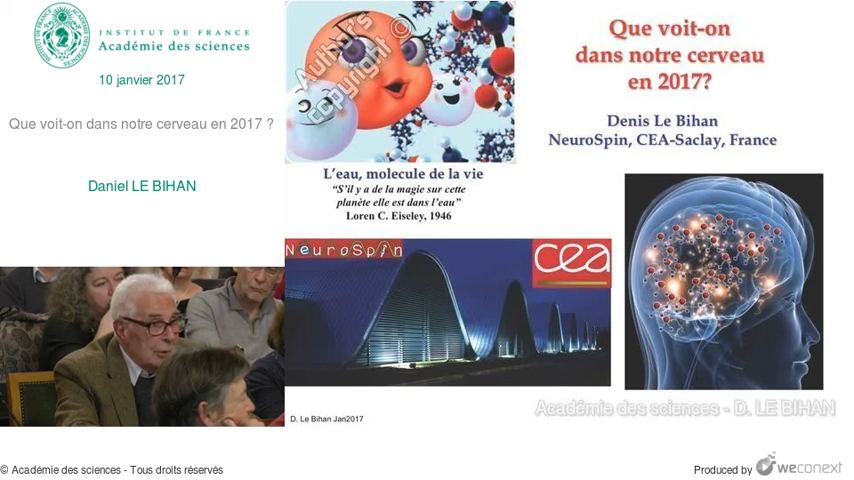 INSTITUT DE FRANCE
Académie des sciences
10 janvier 2017
Que voit-on dans notre cerveau en 2017 ?
Daniel LE BIHAN
Author's
copyright ©
L'eau, molecule de la vie
“S'il y a de la magie sur cette
planète elle est dans l'eau”
Loren C. Eiseley, 1946
Que voit-on
dans notre cerveau
en 2017?
Denis Le Bihan
NeuroSpin, CEA-Saclay, France
NeuroSpin
cea
D. Le Bihan Jan2017
Académie des sciences - D. LE BIHAN
© Académie des sciences - Tous droits réservés
Produced by weconext